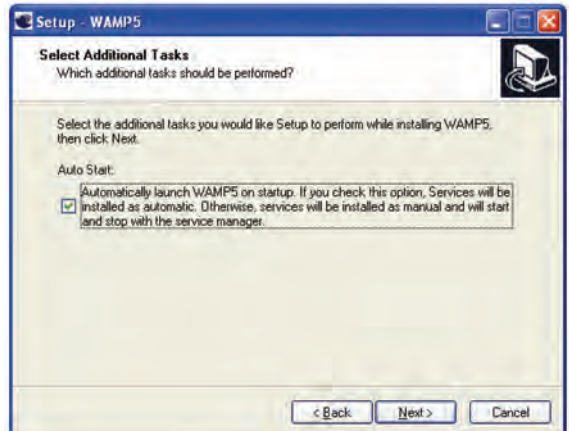 Setup - WAMP5
Select Additional Tasks
Which additional tasks should be performed?
Select the additional tasks you would like Setup to perform while installing WAMP5,
then click Next.
Auto Start:
Automatically launch WAMP5 on startup. If you check this option, Services will be
installed as automatic. Otherwise, services will be installed as manual and will start
and stop with the service manager.
< Back Next > Cancel